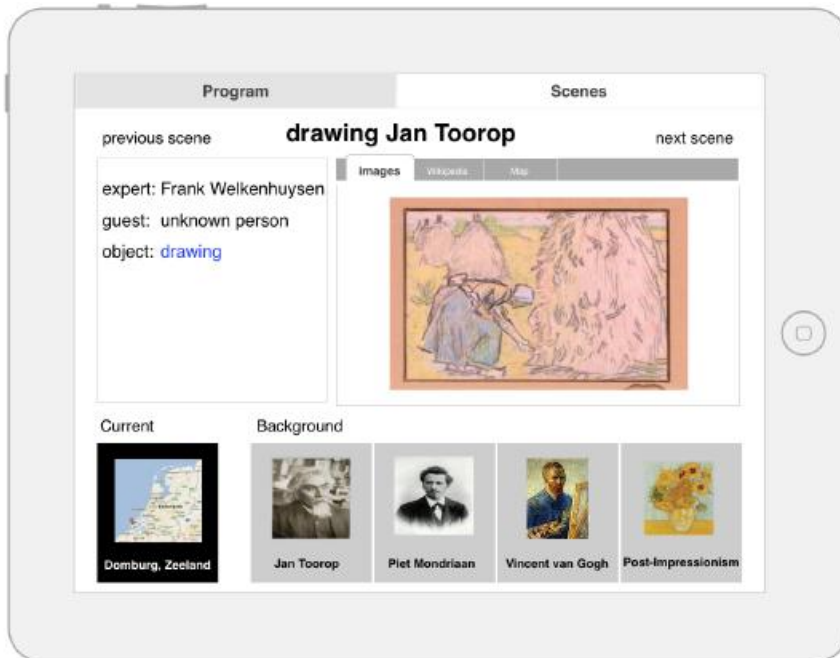 Program
Scenes
previous scene
drawing Jan Toorop
next scene
Images
Wikipedia
Map
expert: Frank Welkenhuysen
guest: unknown person
object: drawing
Current
Background
Domburg, Zeeland
Jan Toorop
Piet Mondriaan
Vincent van Gogh
Post-Impressionism